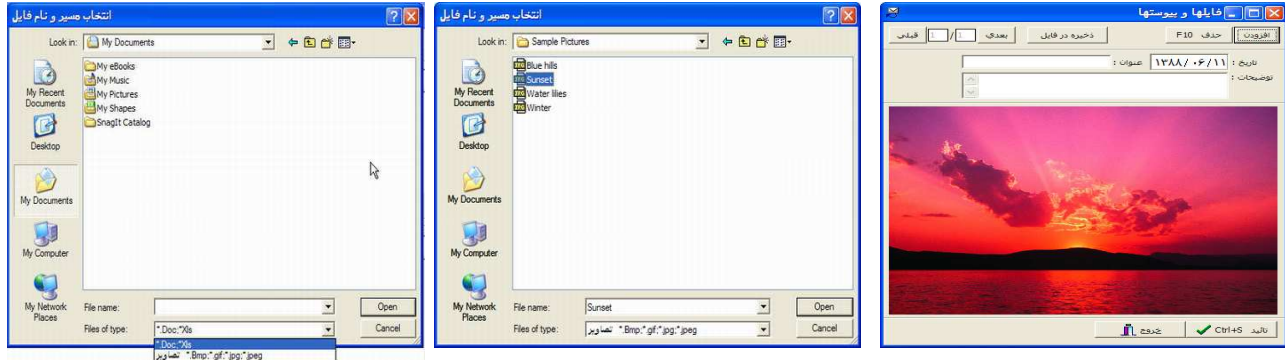 انتخاب مسیر و نام فایل
Look in:
My Documents
My eBooks
My Music
My Pictures
My Shapes
SnagIt Catalog
My Recent
Documents
Desktop
My Documents
My Computer
My Network
Places
File name:
Open
Files of type:
*.Doc;*Xls
Cancel
*.Doc;*Xls
تصاویر *.Bmp;*.gif;*.jpg;*.jpeg
انتخاب مسیر و نام فایل
Look in:
Sample Pictures
Blue hills
Sunset
Water lilies
Winter
My Recent
Documents
Desktop
My Documents
My Computer
My Network
Places
File name:
Sunset
Open
Files of type:
تصاویر *.Bmp;*.gif;*.jpg;*.jpeg
Cancel
فایلها و پیوستها
افزودن
حذف F10
ذخیره در فایل
بعدی
1 / 1
قبلی
تاریخ : ۱۳۸۸/۰۶/۱۱ عنوان :
توضیحات :
تائید Ctrl+S
خروج